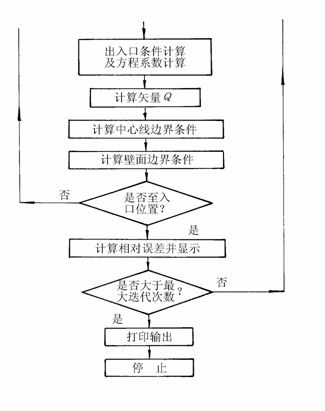 出入口条件计算
及方程系数计算
计算矢量Q
计算中心线边界条件
计算壁面边界条件
否
是否至入
口位置?
是
计算相对误差并显示
是否大于最
大迭代次数?
否
是
打印输出
停 止